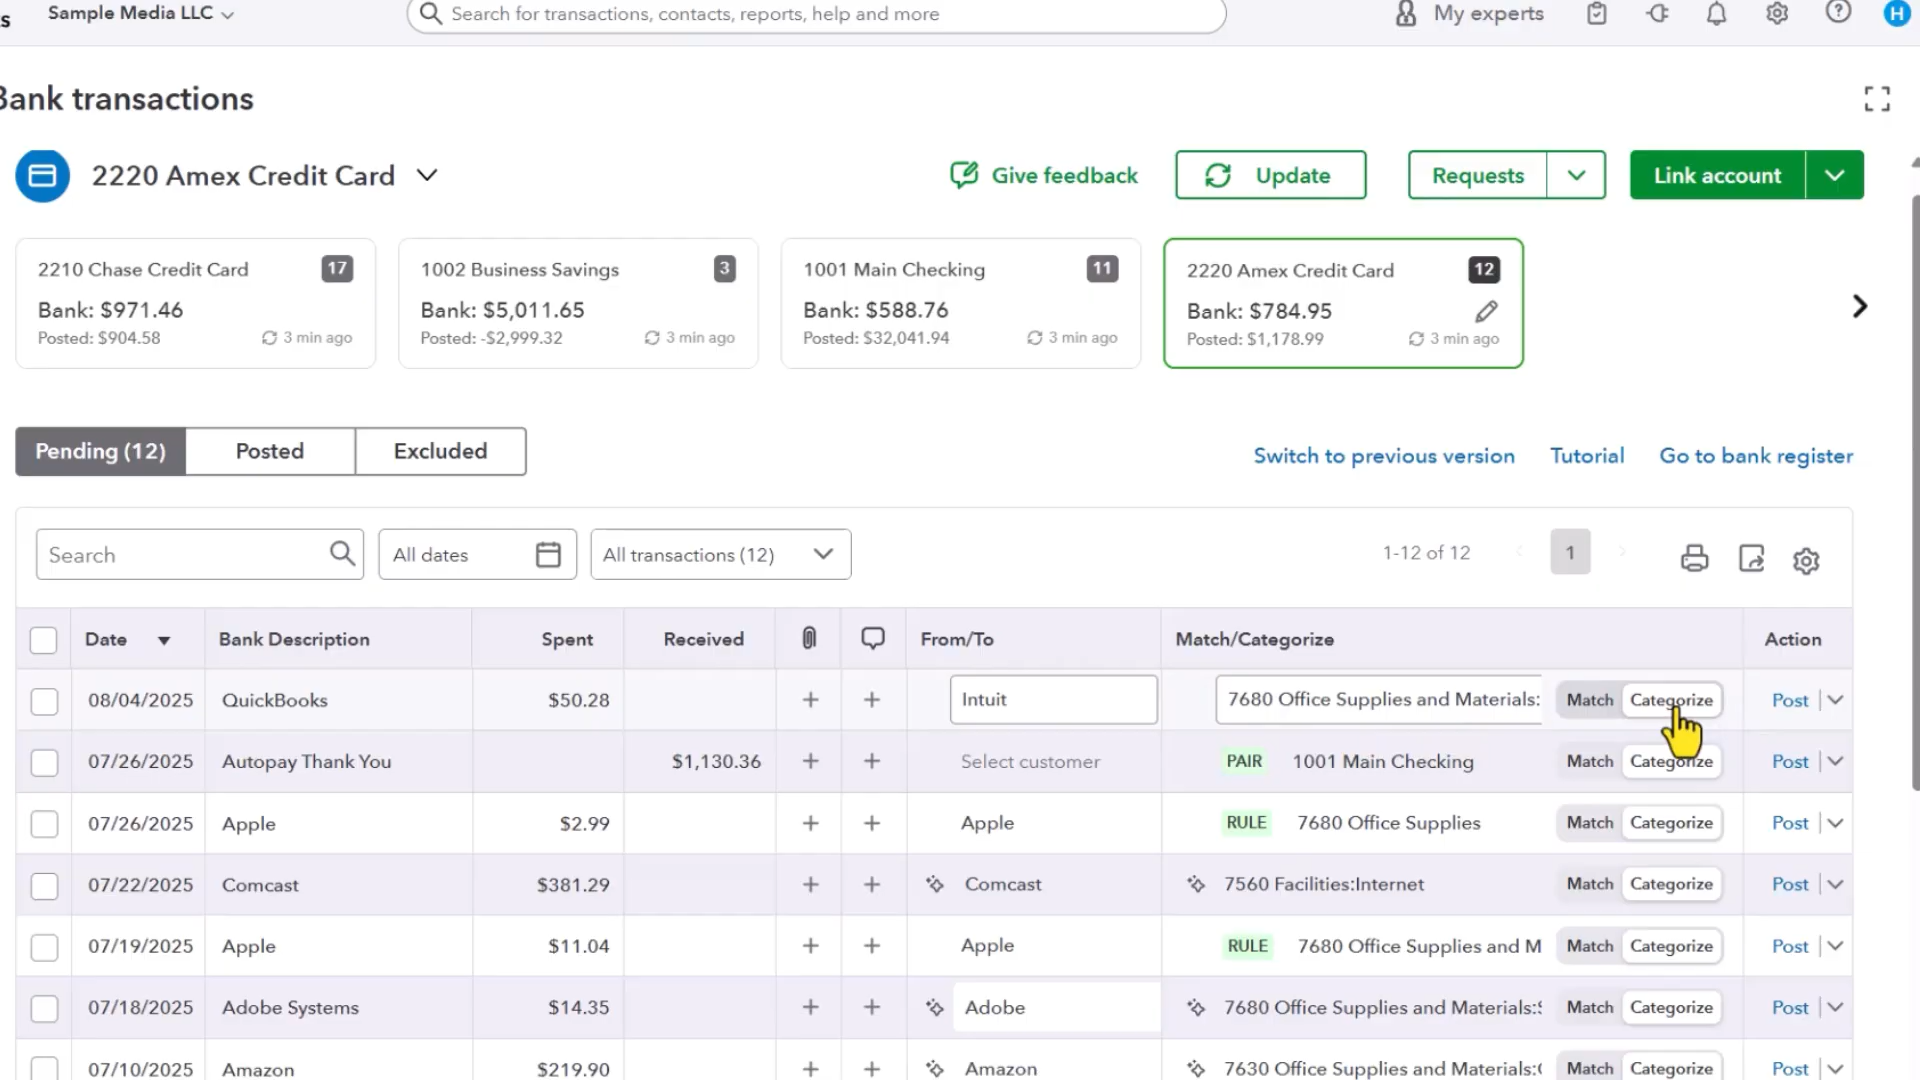 s
Sample Media LLC
Search for transactions, contacts, reports, help and more
My experts
H
Bank transactions
2220 Amex Credit Card
Give feedback
Update
Requests
Link account
2210 Chase Credit Card 17
Bank: $971.46
Posted: $904.58 3 min ago
1002 Business Savings 3
Bank: $5,011.65
Posted: -$2,999.32 3 min ago
1001 Main Checking 11
Bank: $588.76
Posted: $32,041.94 3 min ago
2220 Amex Credit Card 12
Bank: $784.95
Posted: $1,178.99 3 min ago
Pending (12) Posted Excluded
Switch to previous version Tutorial Go to bank register
Search All dates All transactions (12) 1-12 of 12 1
Date Bank Description Spent Received From/To Match/Categorize Action
08/04/2025 QuickBooks $50.28 + + Intuit 7680 Office Supplies and Materials: Match Categorize Post
07/26/2025 Autopay Thank You $1,130.36 + + Select customer PAIR 1001 Main Checking Match Categorize Post
07/26/2025 Apple $2.99 + + Apple RULE 7680 Office Supplies Match Categorize Post
07/22/2025 Comcast $381.29 + + Comcast 7560 Facilities:Internet Match Categorize Post
07/19/2025 Apple $11.04 + + Apple RULE 7680 Office Supplies and M Match Categorize Post
07/18/2025 Adobe Systems $14.35 + + Adobe 7680 Office Supplies and Materials:S Match Categorize Post
07/10/2025 Amazon $219.90 + + Amazon 7630 Office Supplies and Materials:( Match Categorize Post